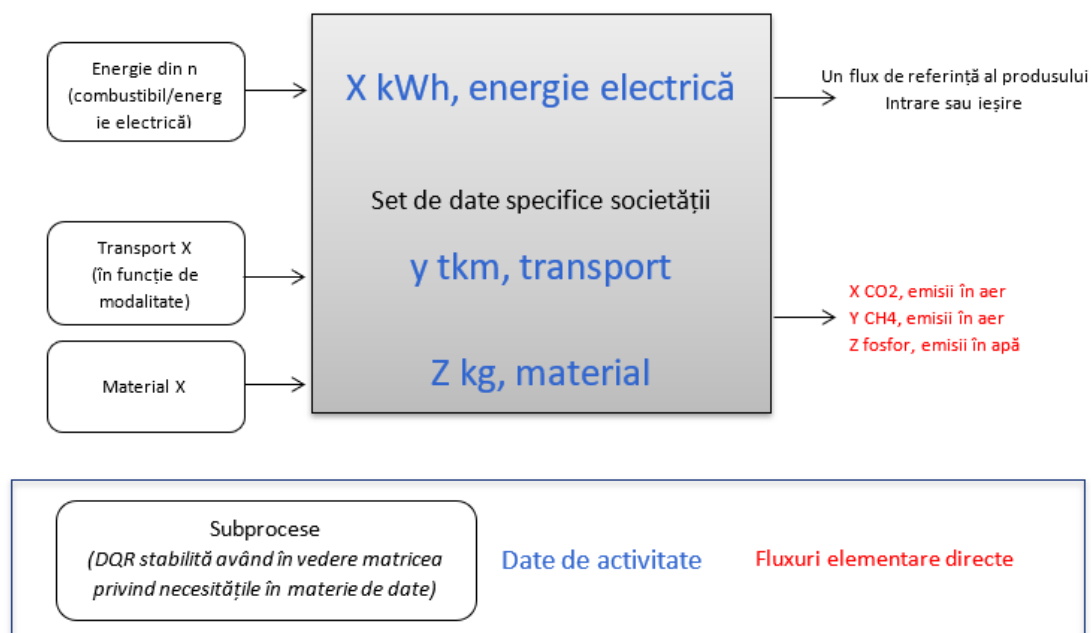 Energie din n
(combustibil/energ
ie electrică)
X kWh, energie electrică
Un flux de referință al produsului
Intrare sau ieșire
Set de date specifice societății
Transport X
(în funcție de
modalitate)
y tkm, transport
X CO2, emisii în aer
Y CH4, emisii în aer
Z fosfor, emisii în apă
Material X
Z kg, material
Subprocese
(DQR stabilită având în vedere matricea
privind necesitățile în materie de date)
Date de activitate
Fluxuri elementare directe